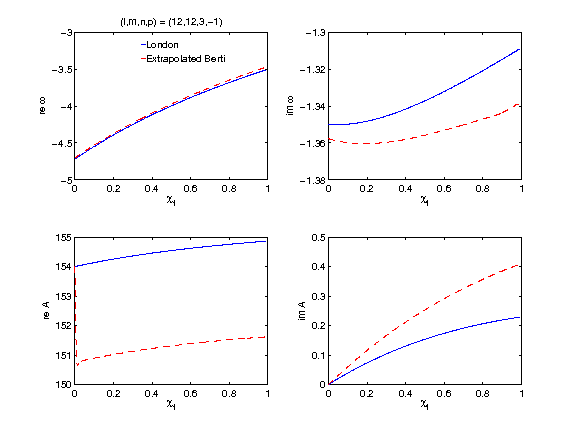 (l,m,n,p) = (12,12,3,−1)
−3
−3.5
−4
−4.5
−5
re ω
London
Extrapolated Berti
0 0.2 0.4 0.6 0.8 1
χf
−1.3
−1.32
−1.34
−1.36
−1.38
im ω
0 0.2 0.4 0.6 0.8 1
χf
155
154
153
152
151
150
re A
0 0.2 0.4 0.6 0.8 1
χf
0.5
0.4
0.3
0.2
0.1
0
im A
0 0.2 0.4 0.6 0.8 1
χf